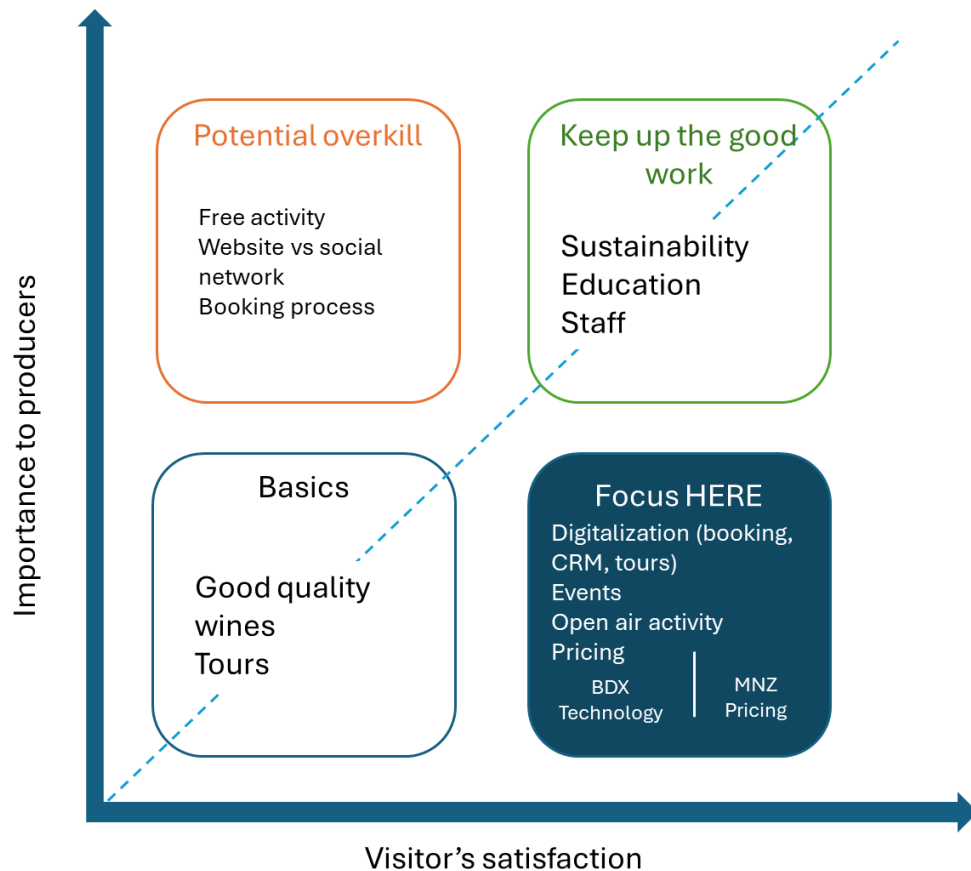 Importance to producers
Potential overkill
Free activity
Website vs social
network
Booking process
Keep up the good
work
Sustainability
Education
Staff
Basics
Good quality
wines
Tours
Focus HERE
Digitalization (booking,
CRM, tours)
Events
Open air activity
Pricing
BDX
Technology
MNZ
Pricing
Visitor’s satisfaction